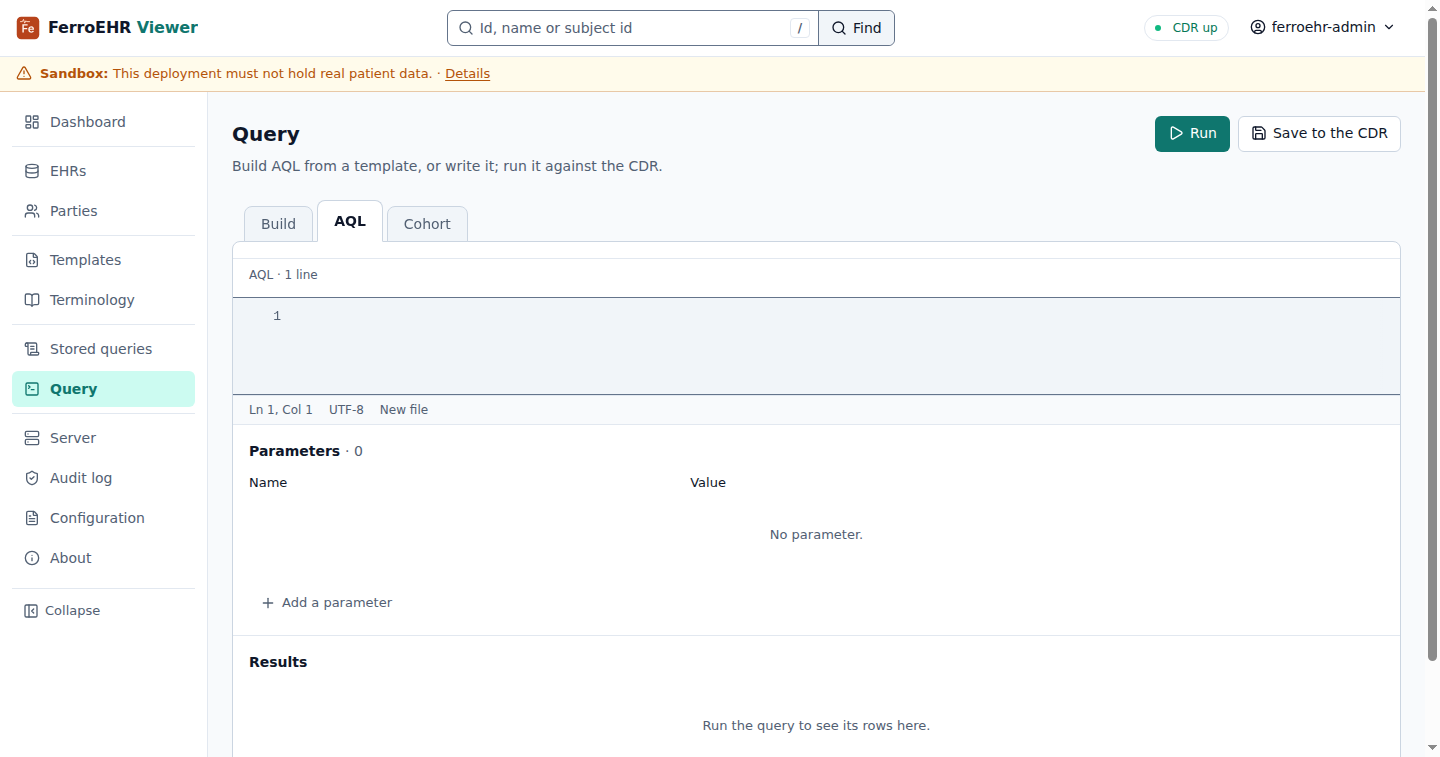 Fe FerroEHR Viewer
Id, name or subject id / Find
CDR up
ferroehr-admin
Sandbox: This deployment must not hold real patient data. · Details
Dashboard
EHRs
Parties
Templates
Terminology
Stored queries
Query
Server
Audit log
Configuration
About
Collapse
Query
Run
Save to the CDR
Build AQL from a template, or write it; run it against the CDR.
Build
AQL
Cohort
AQL · 1 line
1
Ln 1, Col 1 UTF-8 New file
Parameters · 0
Name Value
No parameter.
Add a parameter
Results
Run the query to see its rows here.